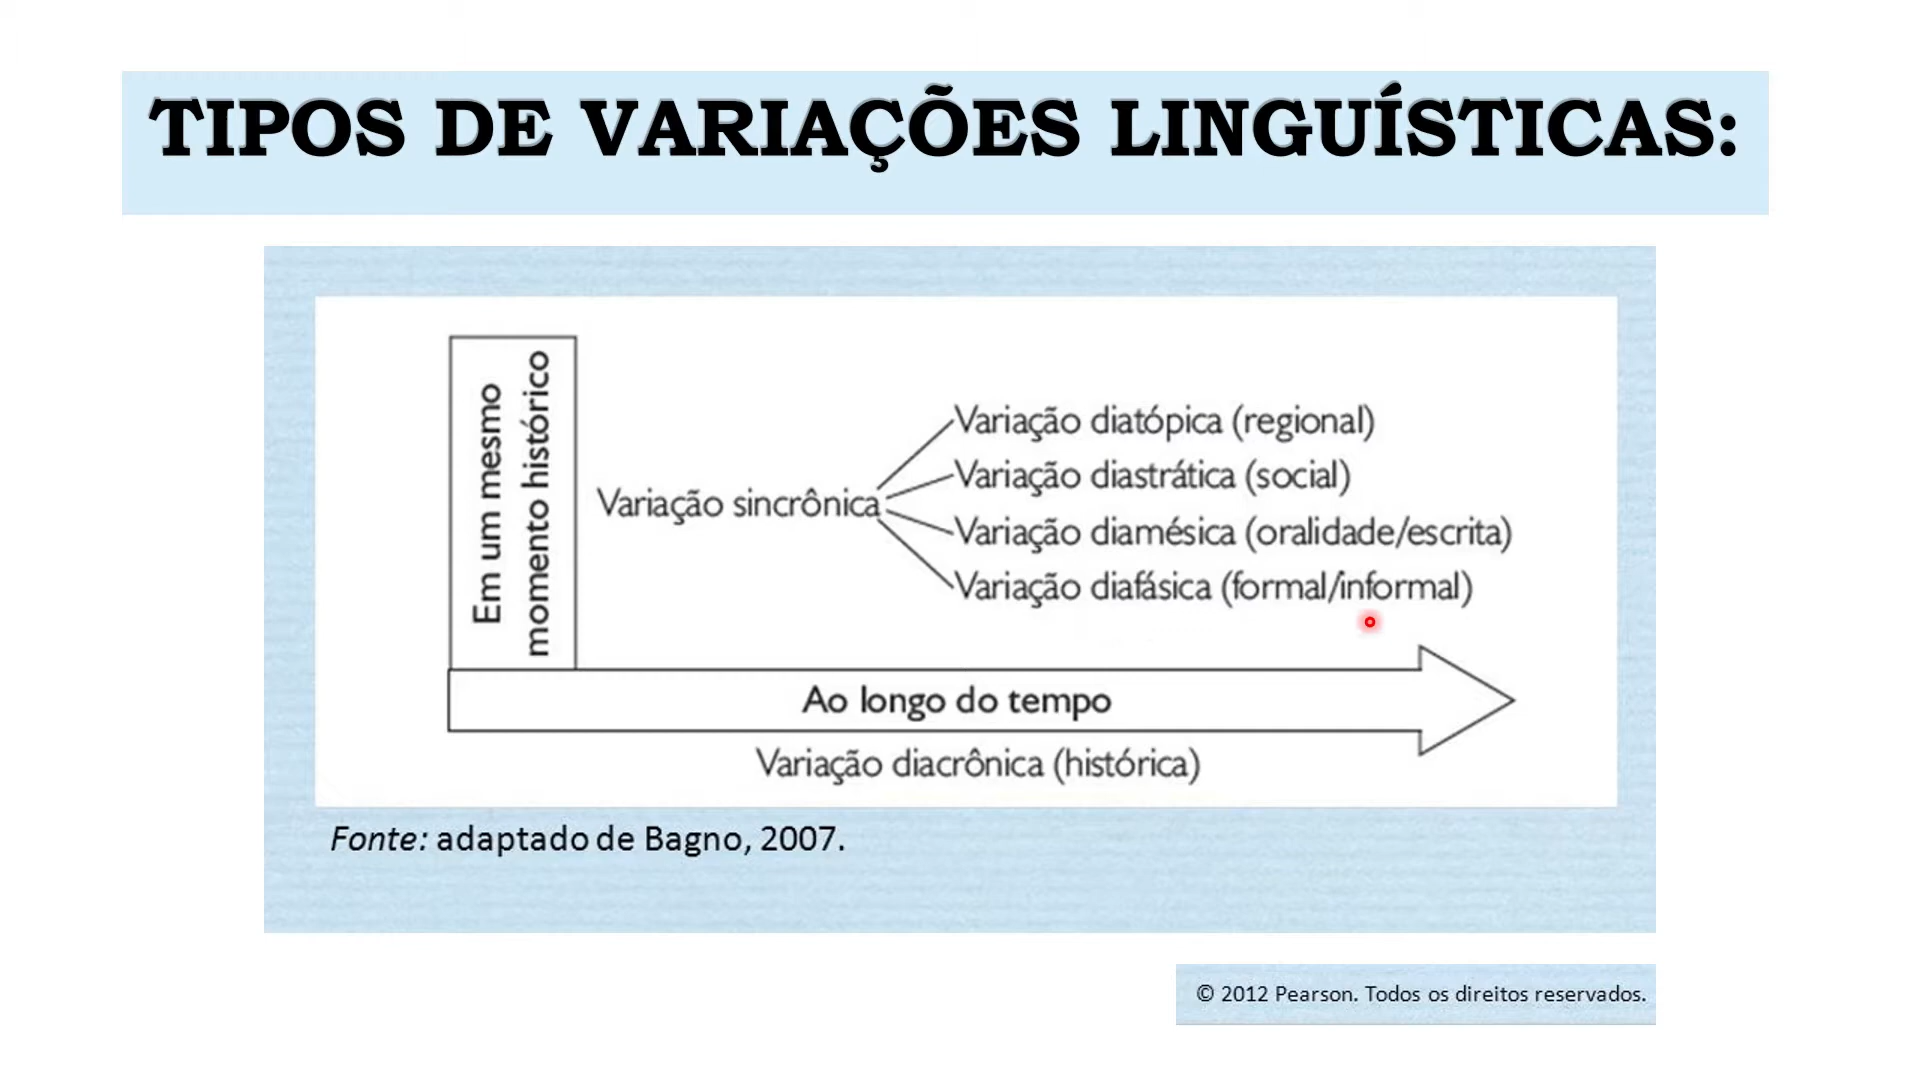 TIPOS DE VARIAÇÕES LINGUÍSTICAS:
Em um mesmo
momento histórico
Variação sincrônica
Variação diatópica (regional)
Variação diastrática (social)
Variação diamésica (oralidade/escrita)
Variação diafásica (formal/informal)
Ao longo do tempo
Variação diacrônica (histórica)
Fonte: adaptado de Bagno, 2007.
© 2012 Pearson. Todos os direitos reservados.